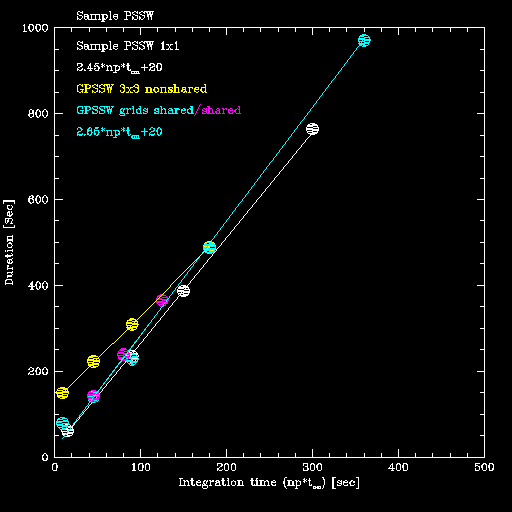 Sample PSSW
Sample PSSW 1x1
2.45*np*t_on+20
GPSSW 3x3 nonshared
GPSSW grids shared/shared
2.65*np*t_on+20
1000
800
600
400
200
0
Duration [Sec]
0 100 200 300 400 500
Integration time (np*t_on) [sec]